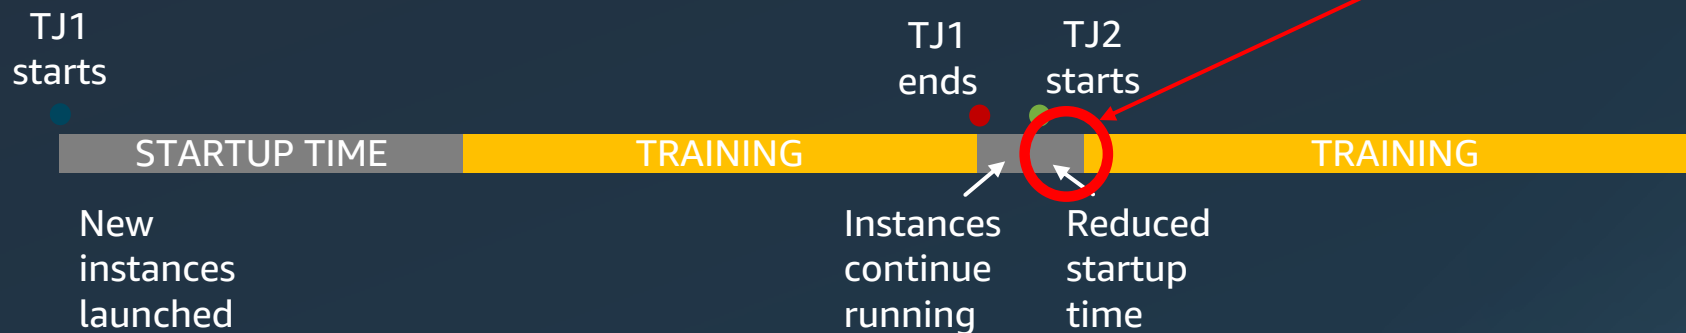 TJ1
starts
TJ1
ends
TJ2
starts
STARTUP TIME
TRAINING
TRAINING
New
instances
launched
Instances
continue
running
Reduced
startup
time